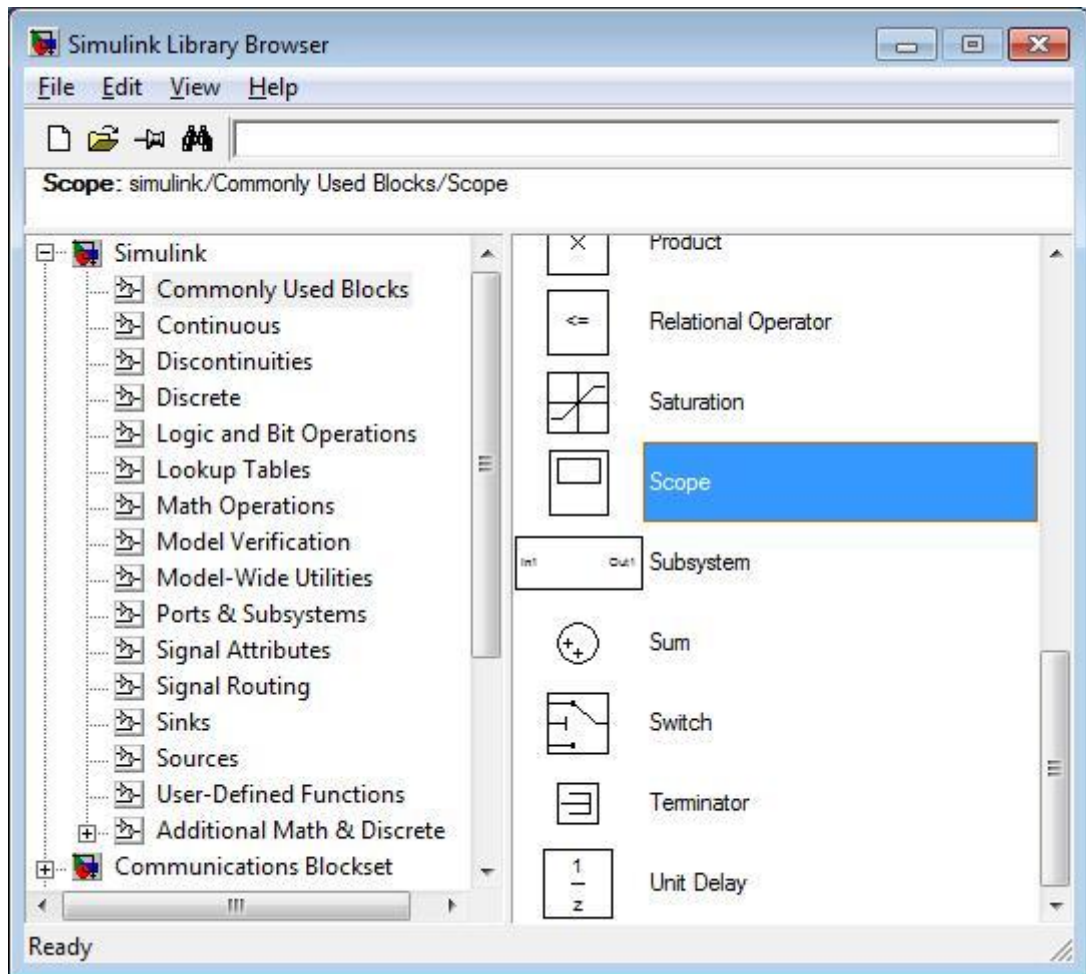 Simulink Library Browser
File Edit View Help
Scope: simulink/Commonly Used Blocks/Scope
Simulink
Commonly Used Blocks
Continuous
Discontinuities
Discrete
Logic and Bit Operations
Lookup Tables
Math Operations
Model Verification
Model-Wide Utilities
Ports & Subsystems
Signal Attributes
Signal Routing
Sinks
Sources
User-Defined Functions
Additional Math & Discrete
Communications Blockset
× Product
<= Relational Operator
Saturation
Scope
In1 Out1 Subsystem
Sum
Switch
Terminator
1
z
Unit Delay
Ready